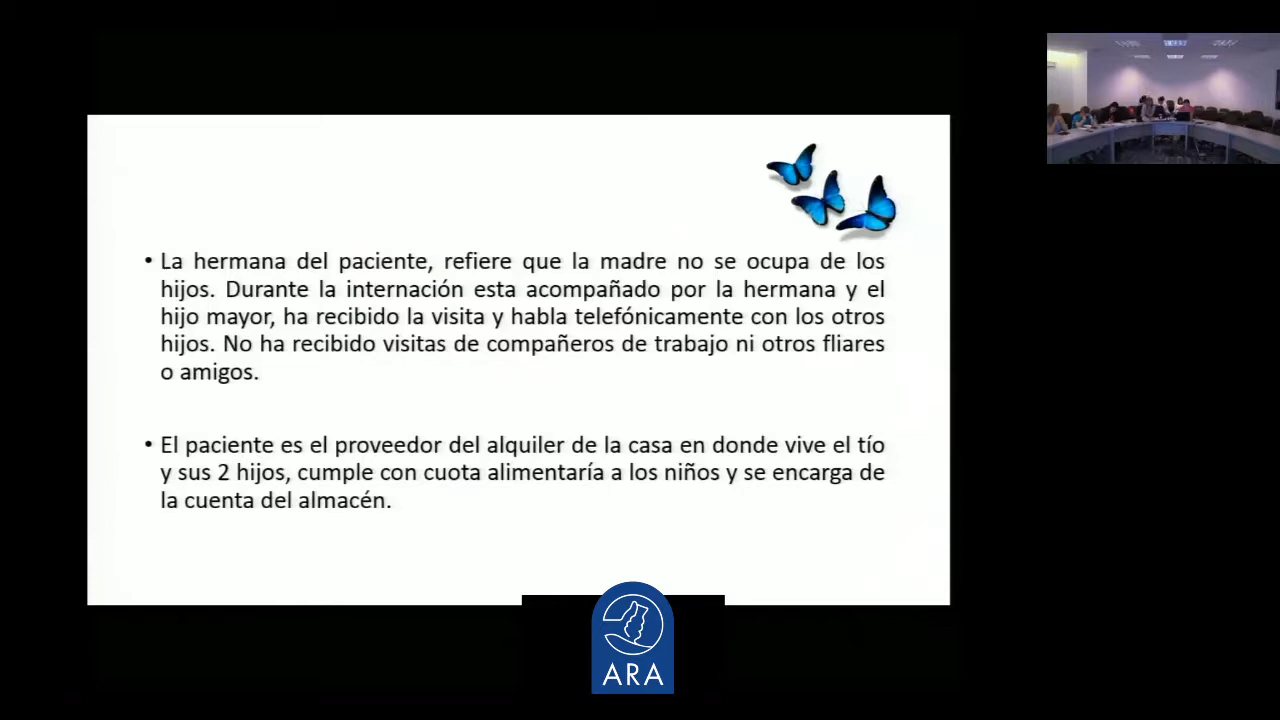 • La hermana del paciente, refiere que la madre no se ocupa de los
hijos. Durante la internación esta acompañado por la hermana y el
hijo mayor, ha recibido la visita y habla telefónicamente con los otros
hijos. No ha recibido visitas de compañeros de trabajo ni otros fliares
o amigos.
• El paciente es el proveedor del alquiler de la casa en donde vive el tío
y sus 2 hijos, cumple con cuota alimentaría a los niños y se encarga de
la cuenta del almacén.
ARA